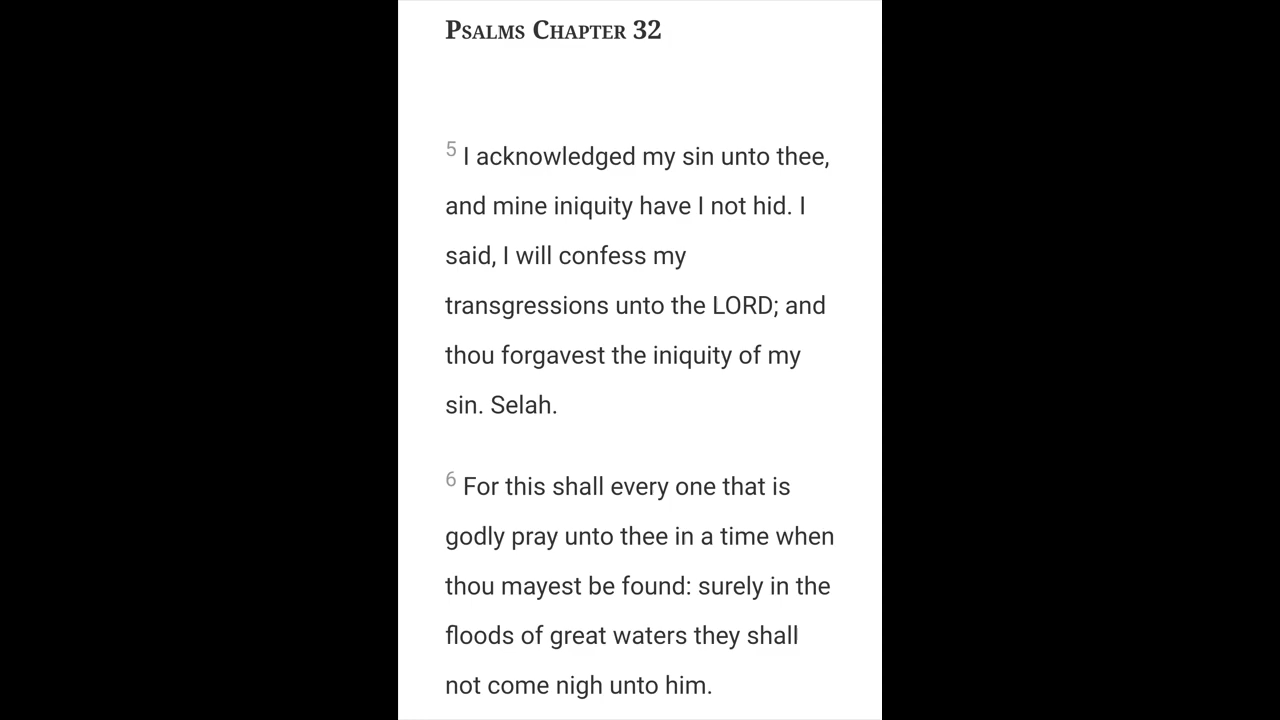 Psalms Chapter 32
5 I acknowledged my sin unto thee,
and mine iniquity have I not hid. I
said, I will confess my
transgressions unto the LORD; and
thou forgavest the iniquity of my
sin. Selah.
6 For this shall every one that is
godly pray unto thee in a time when
thou mayest be found: surely in the
floods of great waters they shall
not come nigh unto him.